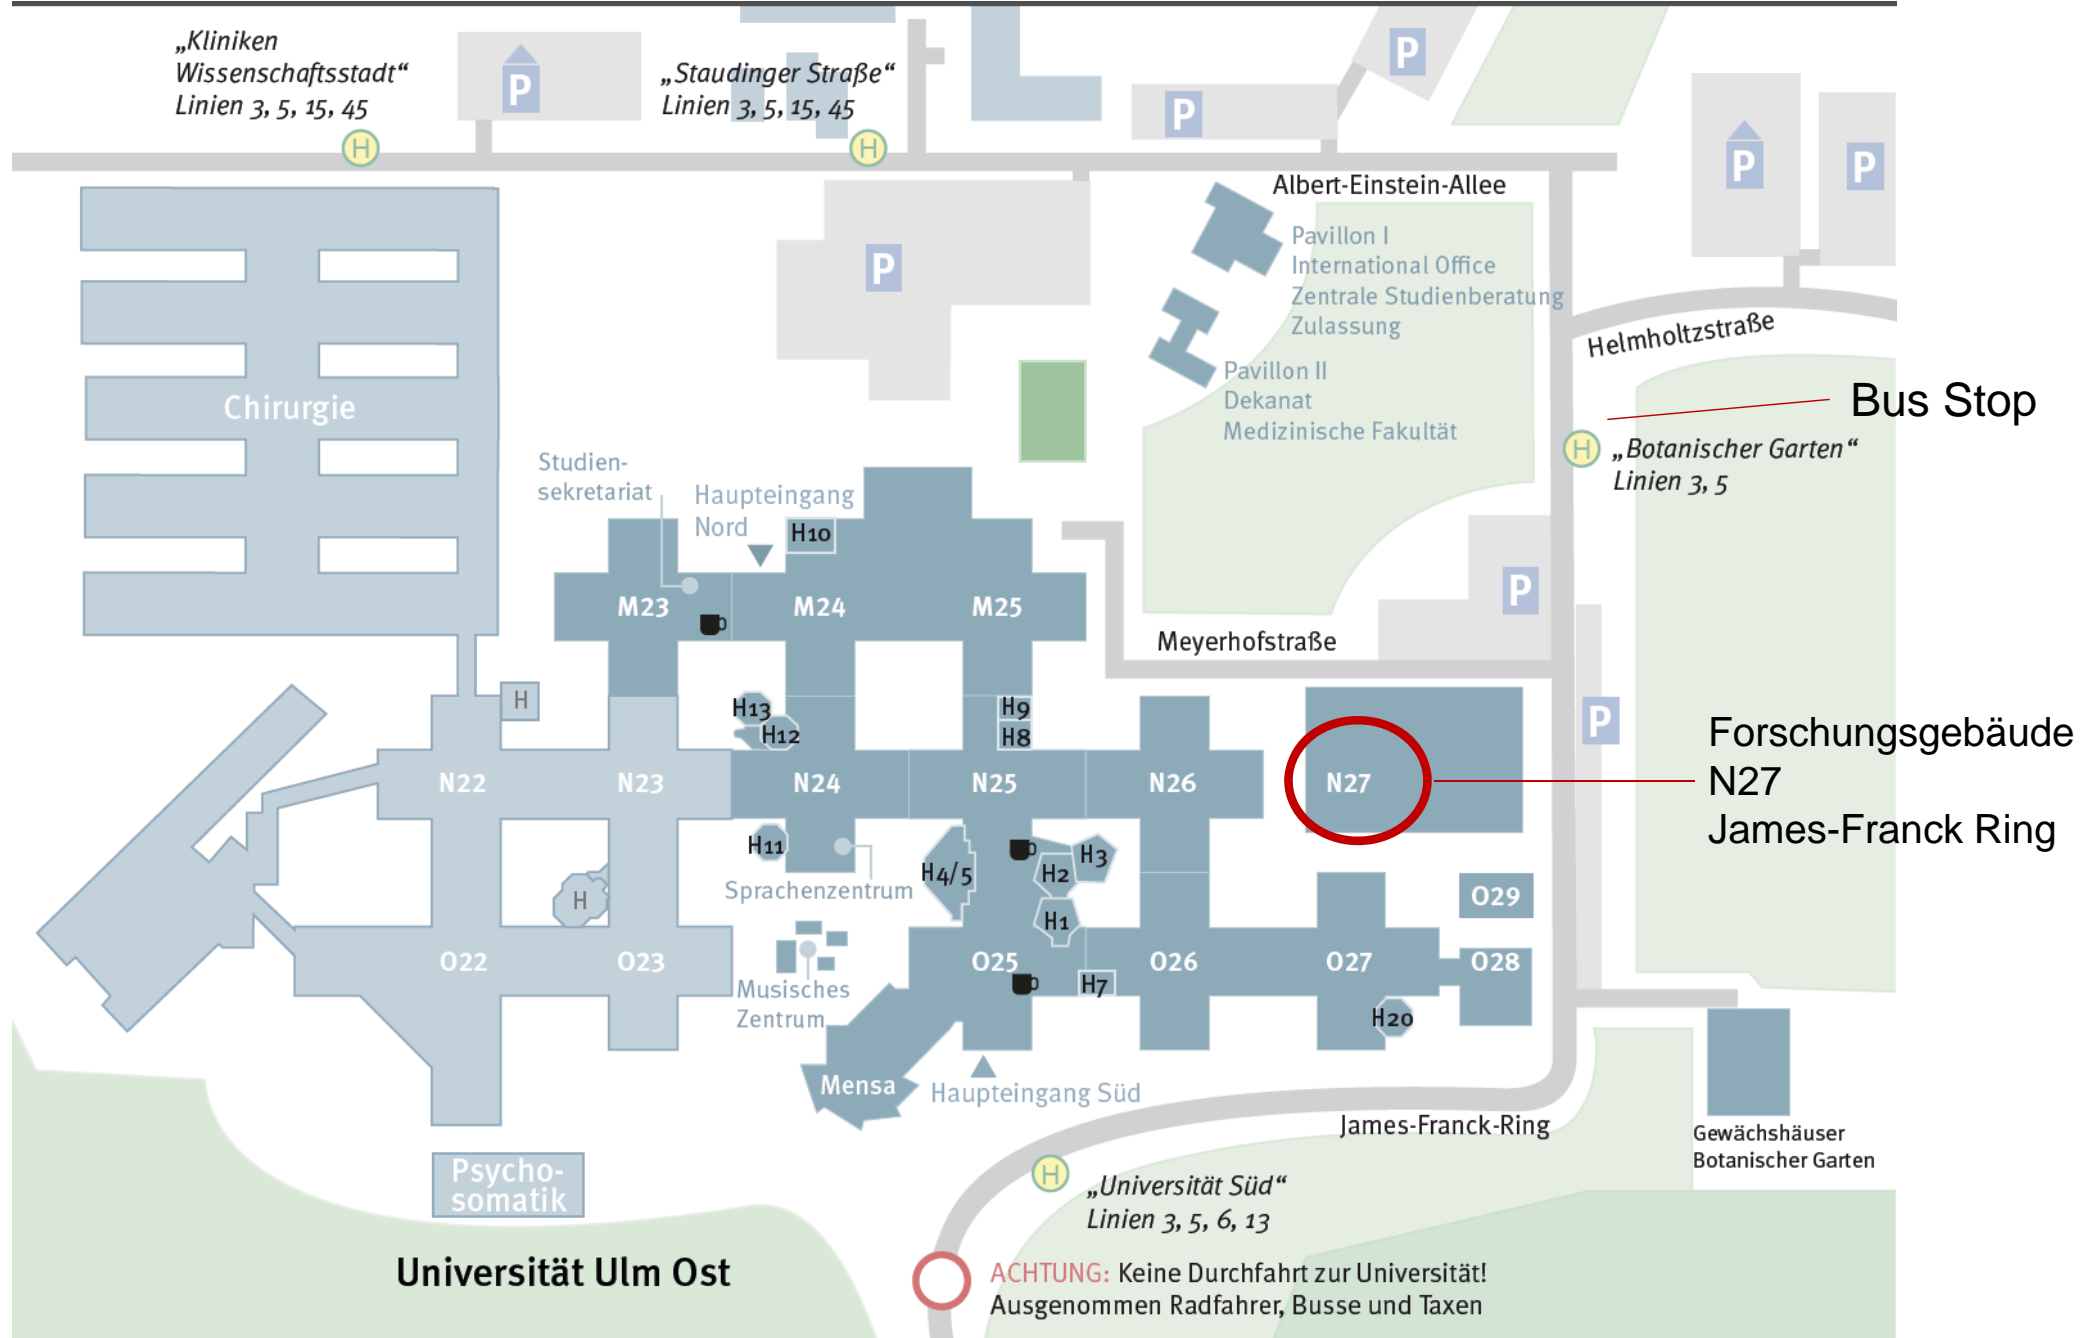 „Kliniken
Wissenschaftsstadt“
Linien 3, 5, 15, 45
H
P
„Staudinger Straße“
Linien 3, 5, 15, 45
H
P
P
P
P
Albert-Einstein-Allee
P
Pavillon I
International Office
Zentrale Studienberatung
Zulassung
Pavillon II
Dekanat
Medizinische Fakultät
Helmholtzstraße
Bus Stop
H
„Botanischer Garten“
Linien 3, 5
Chirurgie
Studien-
sekretariat
Haupteingang
Nord
H10
M23
M24
M25
P
Meyerhofstraße
H
H13
H12
H9
H8
P
N22
N23
N24
N25
N26
N27
Forschungsgebäude
N27
James-Franck Ring
H11
H4/5
H2
H3
H1
Sprachenzentrum
H
O29
O22
O23
O25
O26
O27
O28
H7
H20
Musisches
Zentrum
Mensa
Haupteingang Süd
James-Franck-Ring
Gewächshäuser
Botanischer Garten
Psycho-
somatik
H
„Universität Süd“
Linien 3, 5, 6, 13
Universität Ulm Ost
ACHTUNG: Keine Durchfahrt zur Universität!
Ausgenommen Radfahrer, Busse und Taxen